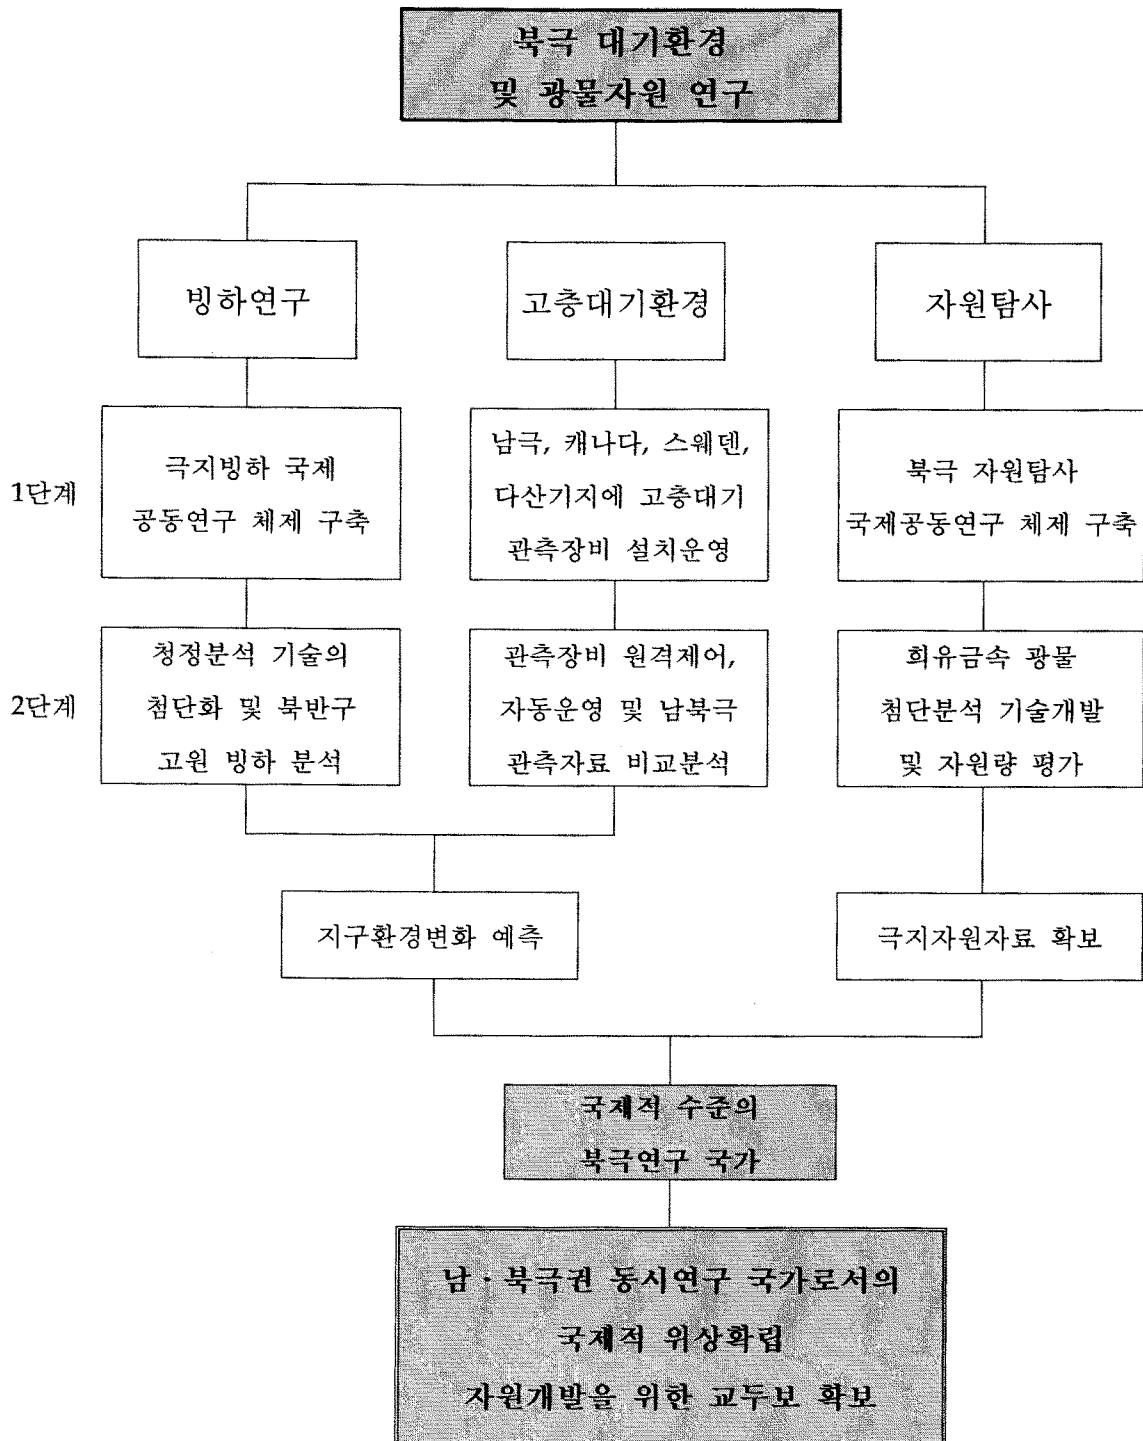 북극 대기환경
및 광물자원 연구
빙하연구
고층대기환경
자원탐사
1단계
극지빙하 국제
공동연구 체제 구축
남극, 캐나다, 스웨덴,
다산기지에 고층대기
관측장비 설치운영
북극 자원탐사
국제공동연구 체제 구축
2단계
청정분석 기술의
첨단화 및 북반구
고원 빙하 분석
관측장비 원격제어,
자동운영 및 남북극
관측자료 비교분석
희유금속 광물
첨단분석 기술개발
및 자원량 평가
지구환경변화 예측
극지자원자료 확보
국제적 수준의
북극연구 국가
남·북극권 동시연구 국가로서의
국제적 위상확립
자원개발을 위한 교두보 확보